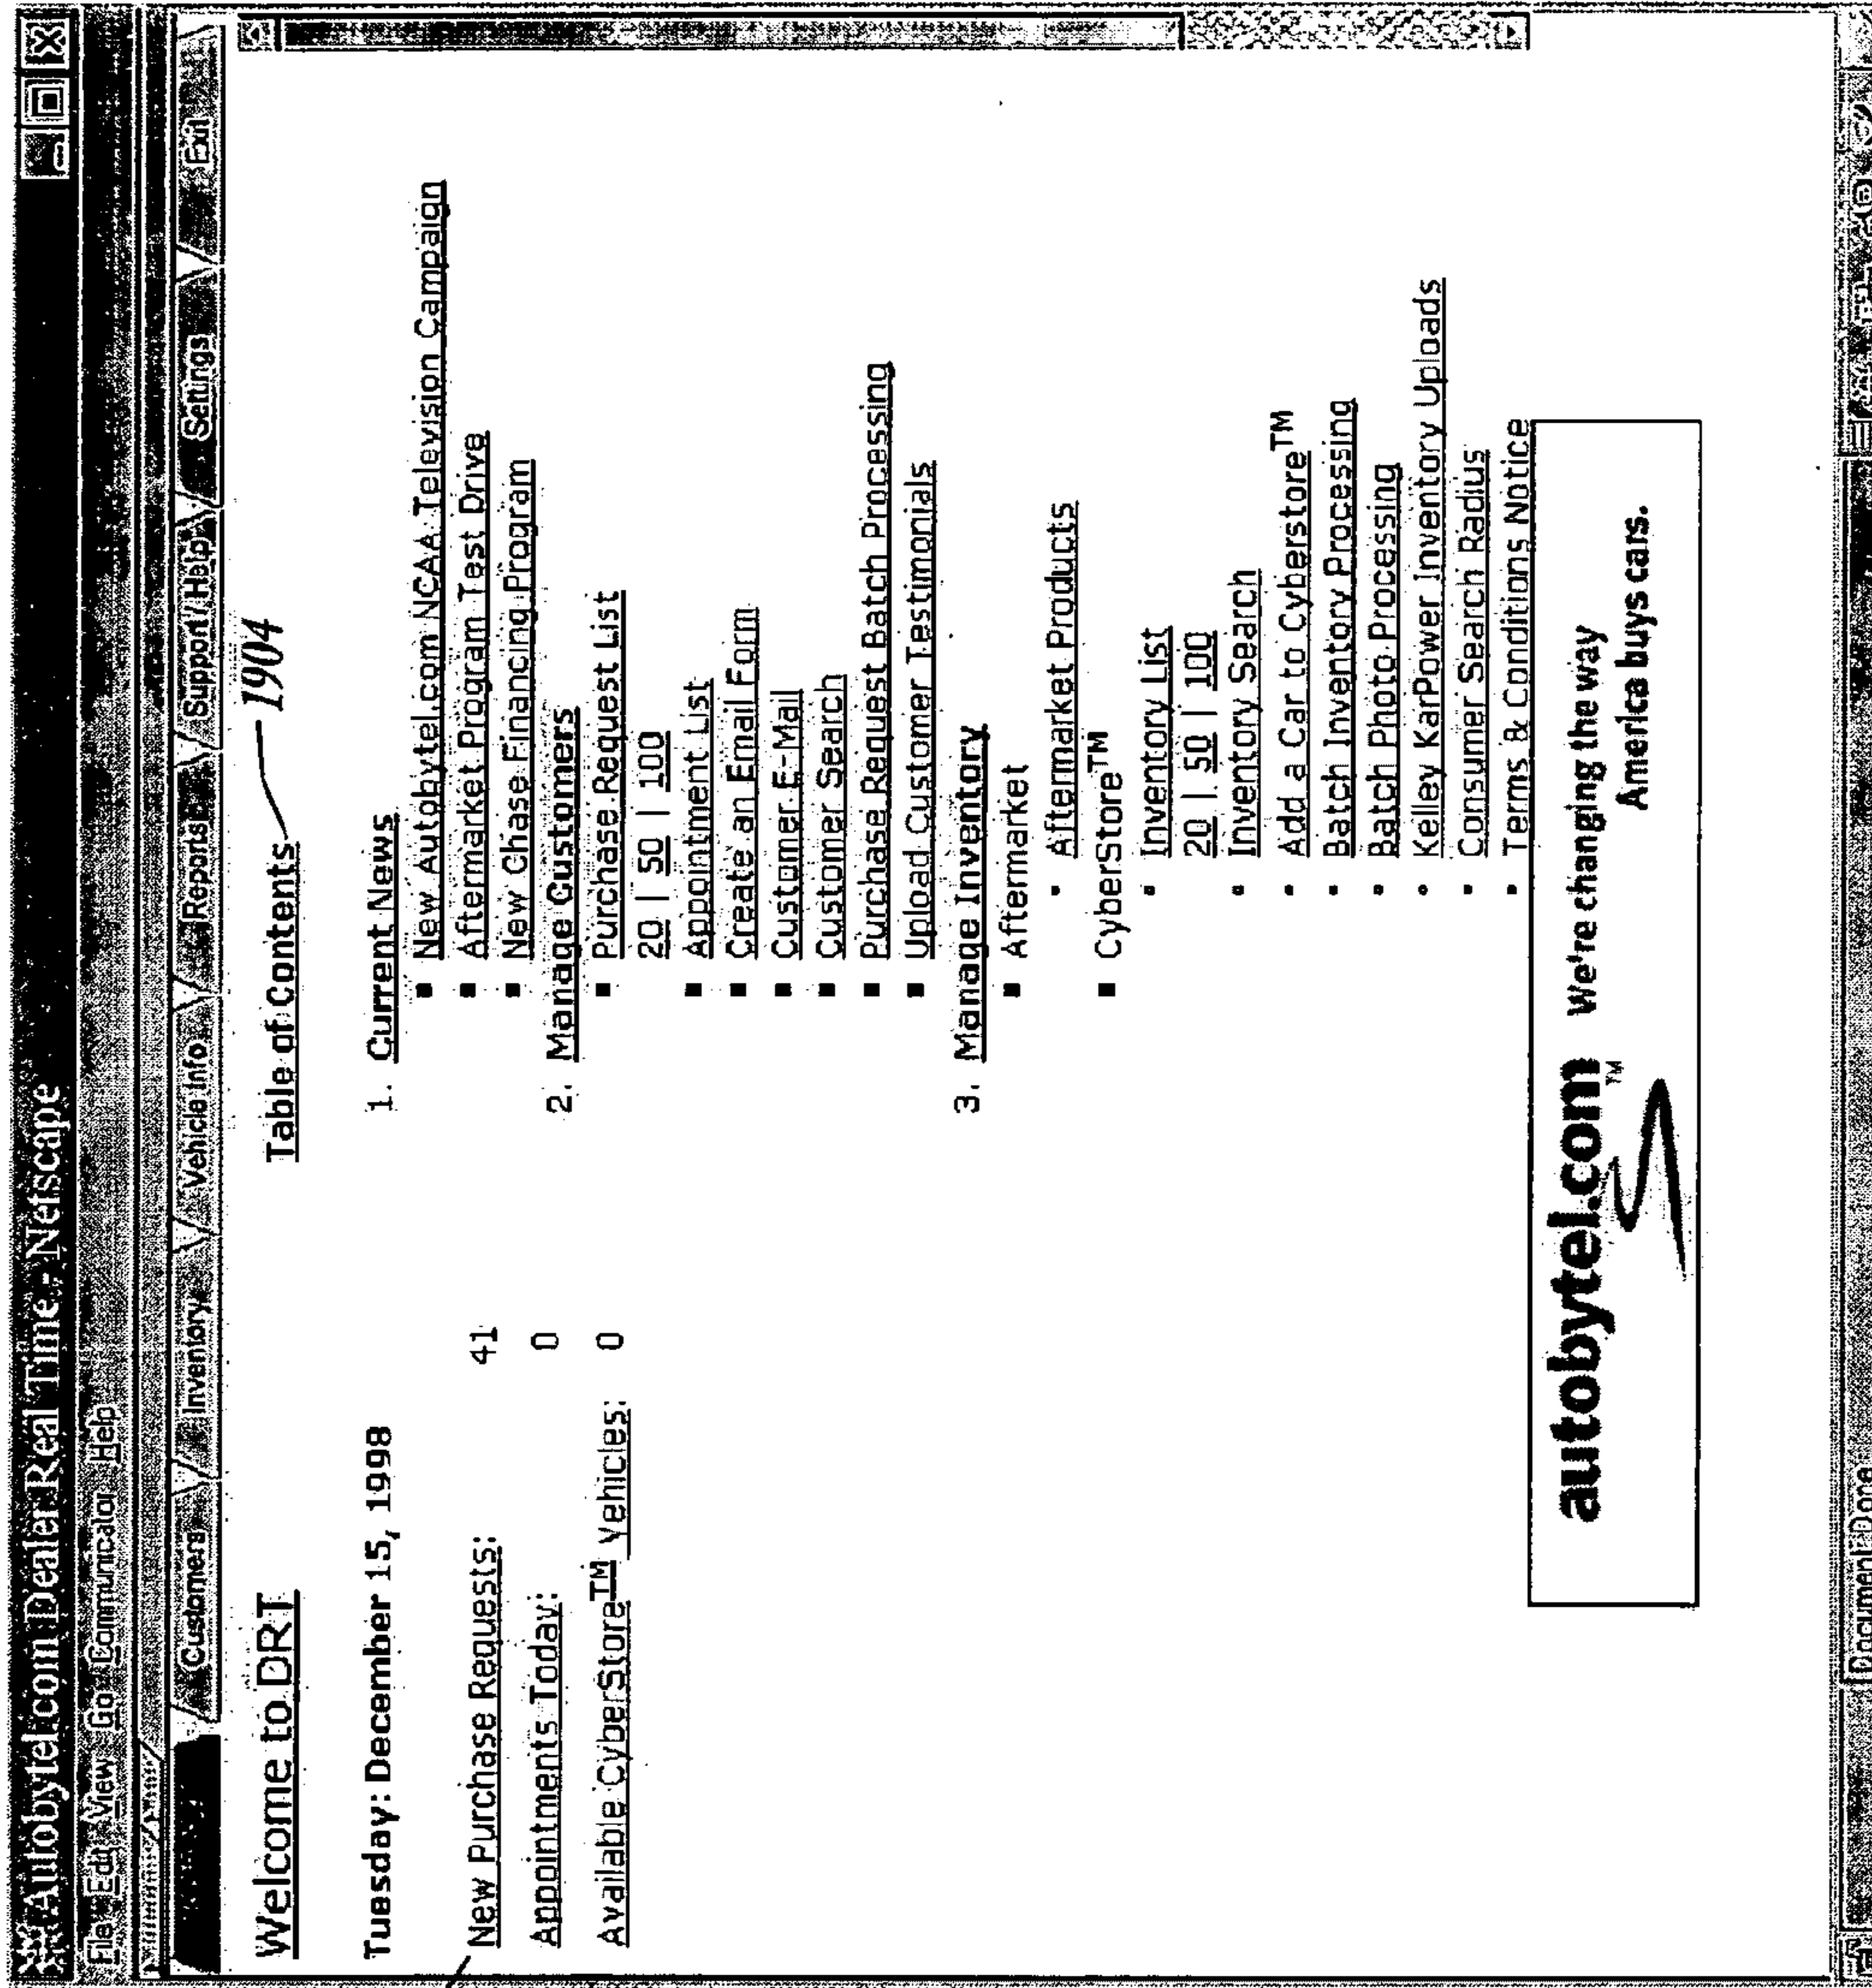 Autobytel.com Dealer Real Time - Netscape
File Edit View Go Communicator Help
Customers Inventory Vehicle Info Reports Support / Help Settings Exit
Welcome to DRT
Tuesday: December 15, 1998
New Purchase Requests: 41
Appointments Today: 0
Available CyberStore™ Vehicles: 0
Table of Contents 1904
1. Current News
▪ New Autobytel.com NCAA Television Campaign
▪ Aftermarket Program Test Drive
▪ New Chase Financing Program
2. Manage Customers
▪ Purchase Request List
20 | 50 | 100
▪ Appointment List
▪ Create an Email Form
▪ Customer E-Mail
▪ Customer Search
▪ Purchase Request Batch Processing
▪ Upload Customer Testimonials
3. Manage Inventory
▪ Aftermarket
▪ Aftermarket Products
▪ CyberStore™
▪ Inventory List
20 | 50 | 100
▪ Inventory Search
▪ Add a Car to Cyberstore™
▪ Batch Inventory Processing
▪ Batch Photo Processing
▪ Kelley KarPower Inventory Uploads
▪ Consumer Search Radius
▪ Terms & Conditions Notice
autobytel.com™ We're changing the way
America buys cars.
Document Done